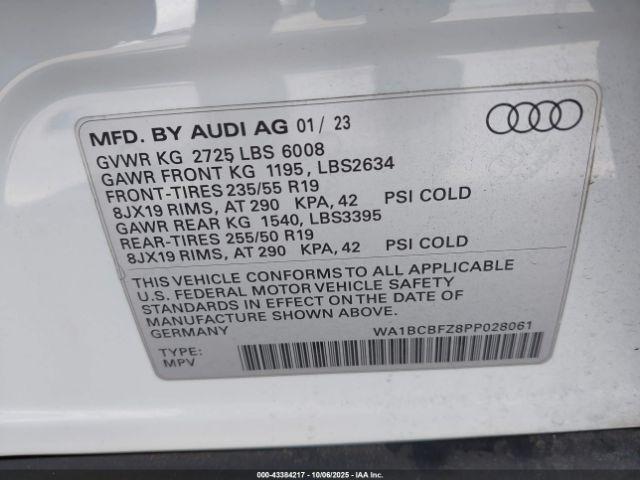 MFD. BY AUDI AG 01/ 23
GVWR KG 2725 LBS 6008
GAWR FRONT KG 1195, LBS2634
FRONT-TIRES 235/55 R19
8JX19 RIMS, AT 290 KPA, 42 PSI COLD
GAWR REAR KG 1540, LBS3395
REAR-TIRES 255/50 R19
8JX19 RIMS, AT 290 KPA, 42 PSI COLD
THIS VEHICLE CONFORMS TO ALL APPLICABLE
U.S. FEDERAL MOTOR VEHICLE SAFETY
STANDARDS IN EFFECT ON THE DATE OF
MANUFACTURE SHOWN ABOVE.
GERMANY
WA1BCBFZ8PP028061
TYPE:
MPV
000-43384217 - 10/06/2025 - IAA Inc.